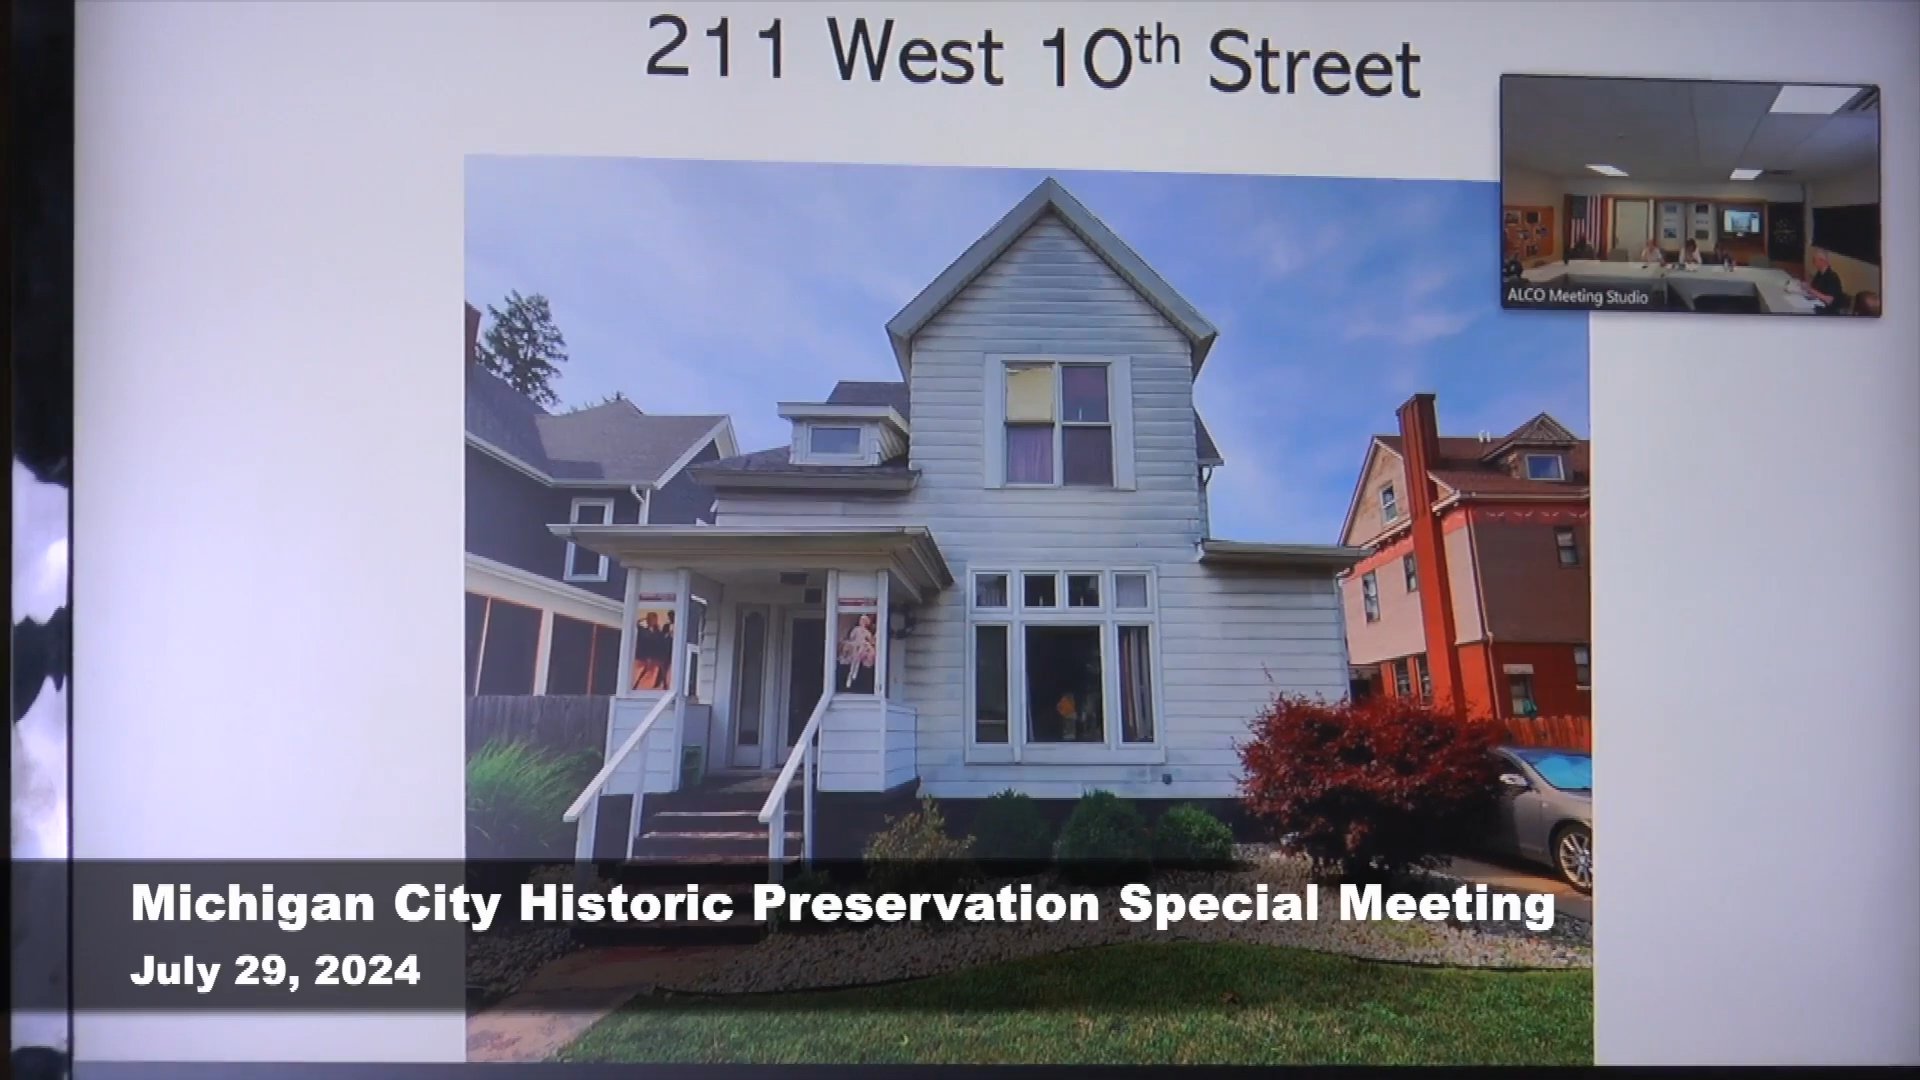 211 West 10th Street
ALCO Meeting Studio
Michigan City Historic Preservation Special Meeting
July 29, 2024